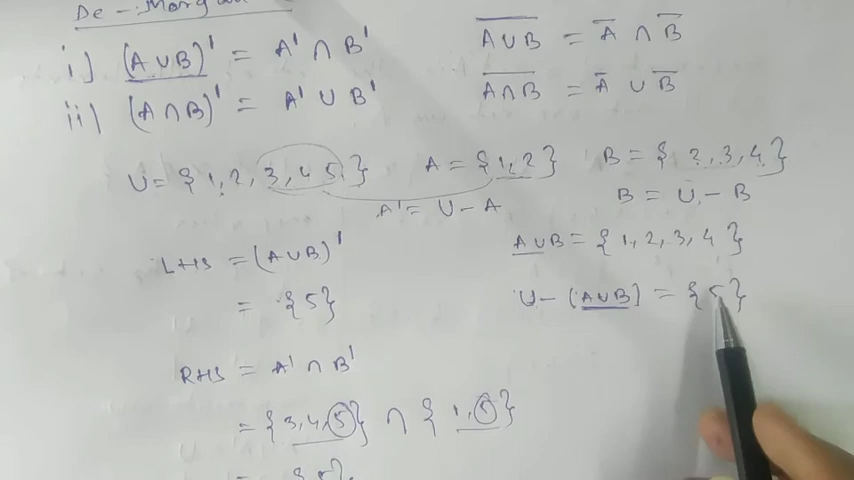 De - Morgan
i) (A ∪ B)' = A' ∩ B'
ii) (A ∩ B)' = A' ∪ B'
A̅ ̅∪̅ ̅B̅ = A̅ ∩ B̅
A̅ ̅∩̅ ̅B̅ = A̅ ∪ B̅
U = {1, 2, 3, 4 5} A = {1, 2} B = {2, 3, 4}
A' = U - A B = U - B
LHS = (A ∪ B)'
= {5}
A ∪ B = {1, 2, 3, 4}
U - (A ∪ B) = {5}
RHS = A' ∩ B'
= {3, 4, 5} ∩ {1, 5}